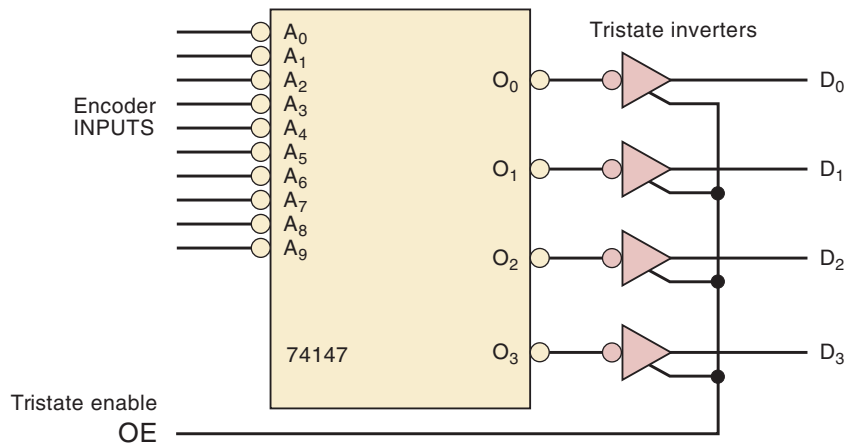 Tristate inverters
Encoder
INPUTS
A₀
A₁
A₂
A₃
A₄
A₅
A₆
A₇
A₈
A₉
O₀
O₁
O₂
O₃
D₀
D₁
D₂
D₃
74147
Tristate enable
OE